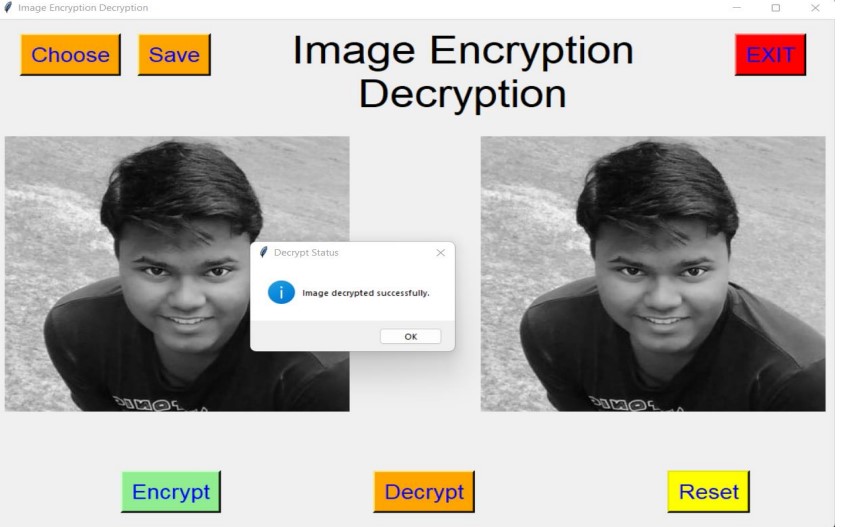 Image Encryption Decryption
Choose
Save
Image Encryption
Decryption
EXIT
Decrypt Status
i
Image decrypted successfully.
OK
Encrypt
Decrypt
Reset